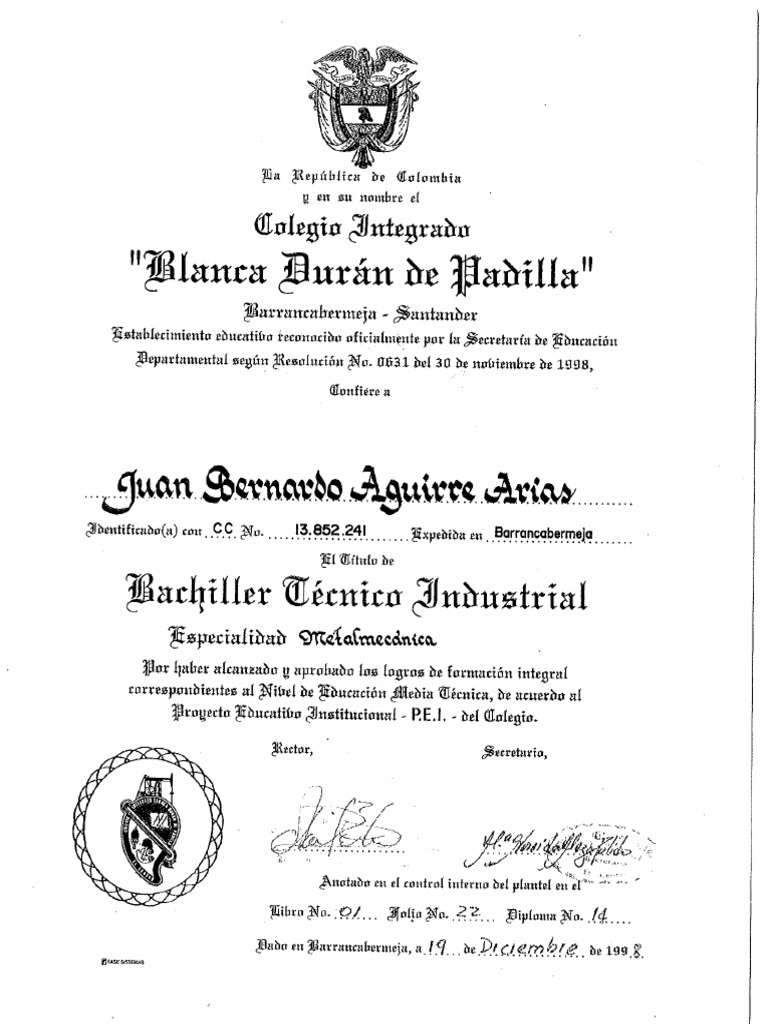 La República de Colombia
y en su nombre el
Colegio Integrado
"Blanca Durán de Padilla"
Barrancabermeja - Santander
Establecimiento educativo reconocido oficialmente por la Secretaría de Educación
Departamental según Resolución No. 0631 del 30 de noviembre de 1998,
Confiere a
Juan Bernardo Aguirre Arias
Identificado(a) con CC No. 13.852.241 Expedida en Barrancabermeja
El Título de
Bachiller Técnico Industrial
Especialidad Metalmecánica
Por haber alcanzado y aprobado los logros de formación integral
correspondientes al Nivel de Educación Media Técnica, de acuerdo al
Proyecto Educativo Institucional - P.E.I. - del Colegio.
Rector, Secretario,
Anotado en el control interno del plantel en el
Libro No. 01 Folio No. 22 Diploma No. 14
Dado en Barrancabermeja, a 19 de Diciembre de 1998